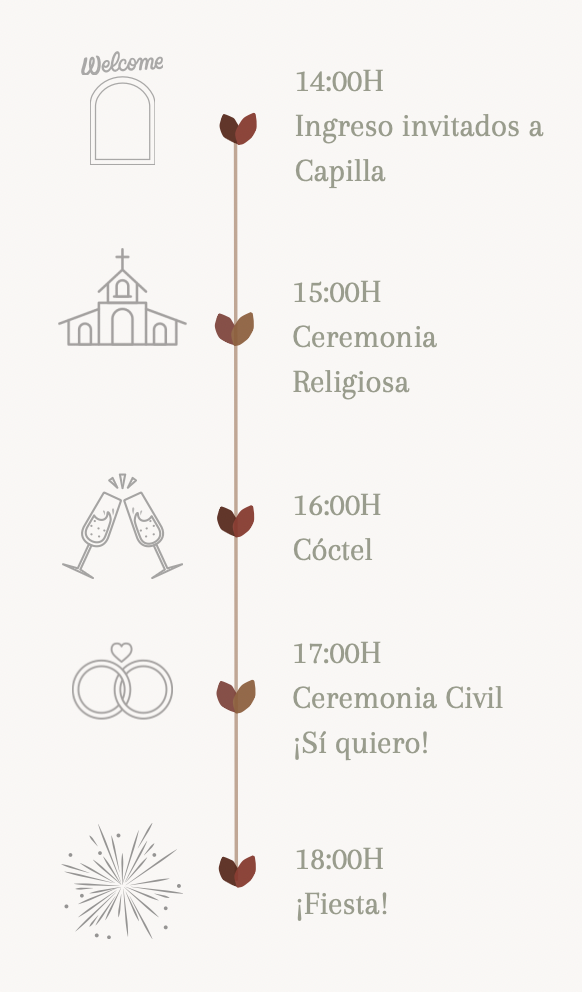 Welcome
14:00H
Ingreso invitados a
Capilla
15:00H
Ceremonia
Religiosa
16:00H
Cóctel
17:00H
Ceremonia Civil
¡Sí quiero!
18:00H
¡Fiesta!